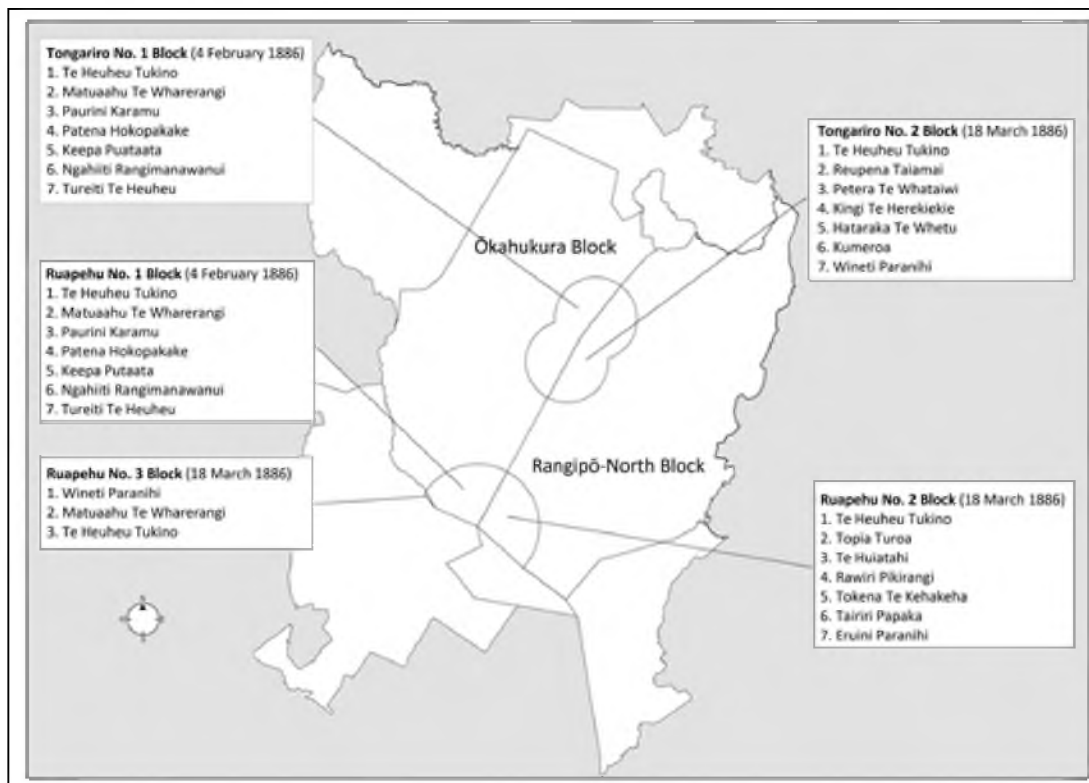 Tongariro No. 1 Block (4 February 1886)
1. Te Heuheu Tukino
2. Matuaahu Te Wharerangi
3. Paurini Karamu
4. Patena Hokopakake
5. Keepa Puataata
6. Ngahiiti Rangimanawanui
7. Tureiti Te Heuheu
Tongariro No. 2 Block (18 March 1886)
1. Te Heuheu Tukino
2. Reupena Taiamai
3. Petera Te Whataiwi
4. Kingi Te Herekiekie
5. Hataraka Te Whetu
6. Kumeroa
7. Wineti Paranihi
Ōkahukura Block
Ruapehu No. 1 Block (4 February 1886)
1. Te Heuheu Tukino
2. Matuaahu Te Wharerangi
3. Paurini Karamu
4. Patena Hokopakake
5. Keepa Putaata
6. Ngahiiti Rangimanawanui
7. Tureiti Te Heuheu
Rangipō-North Block
Ruapehu No. 3 Block (18 March 1886)
1. Wineti Paranihi
2. Matuaahu Te Wharerangi
3. Te Heuheu Tukino
Ruapehu No. 2 Block (18 March 1886)
1. Te Heuheu Tukino
2. Topia Turoa
3. Te Huiatahi
4. Rawiri Pikirangi
5. Tokena Te Kehakeha
6. Tairiri Papaka
7. Eruini Paranihi